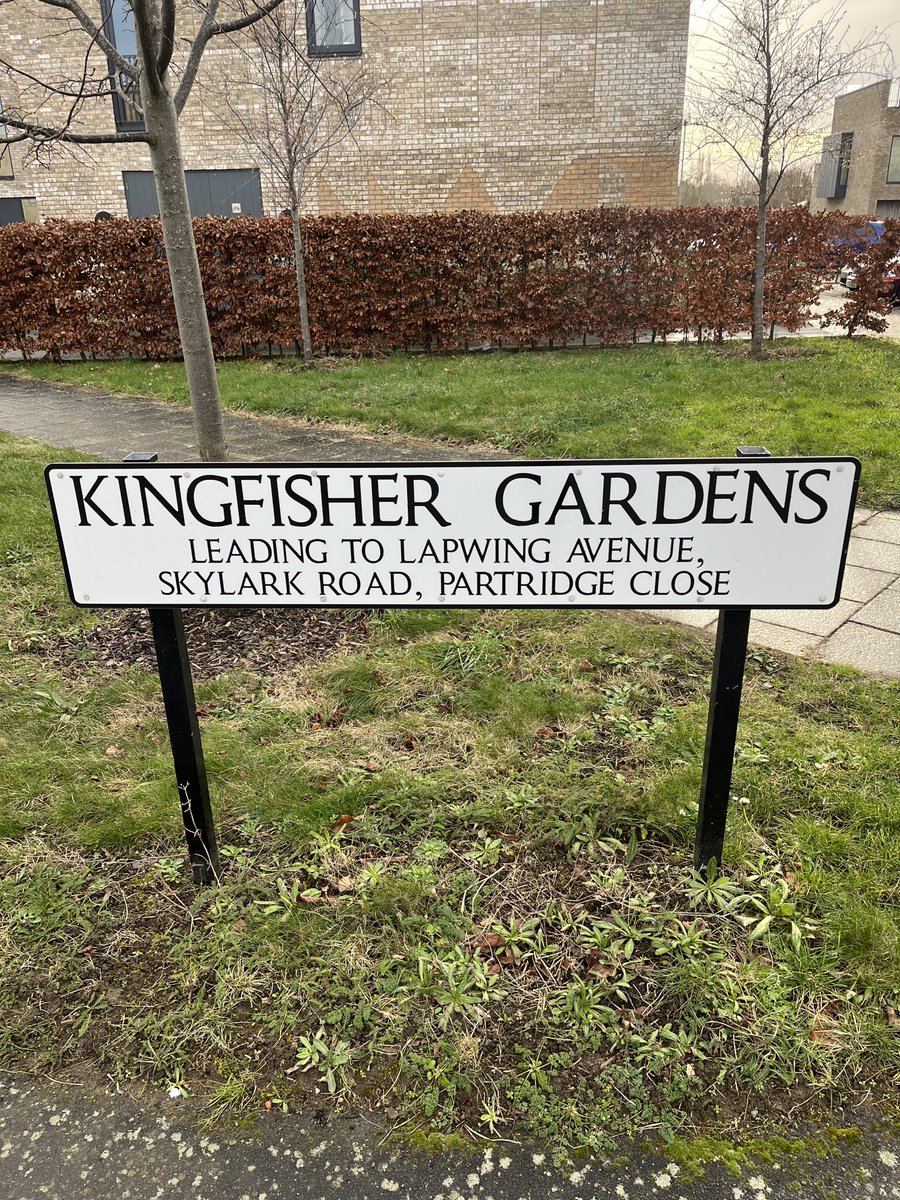 KINGFISHER GARDENS
LEADING TO LAPWING AVENUE,
SKYLARK ROAD, PARTRIDGE CLOSE